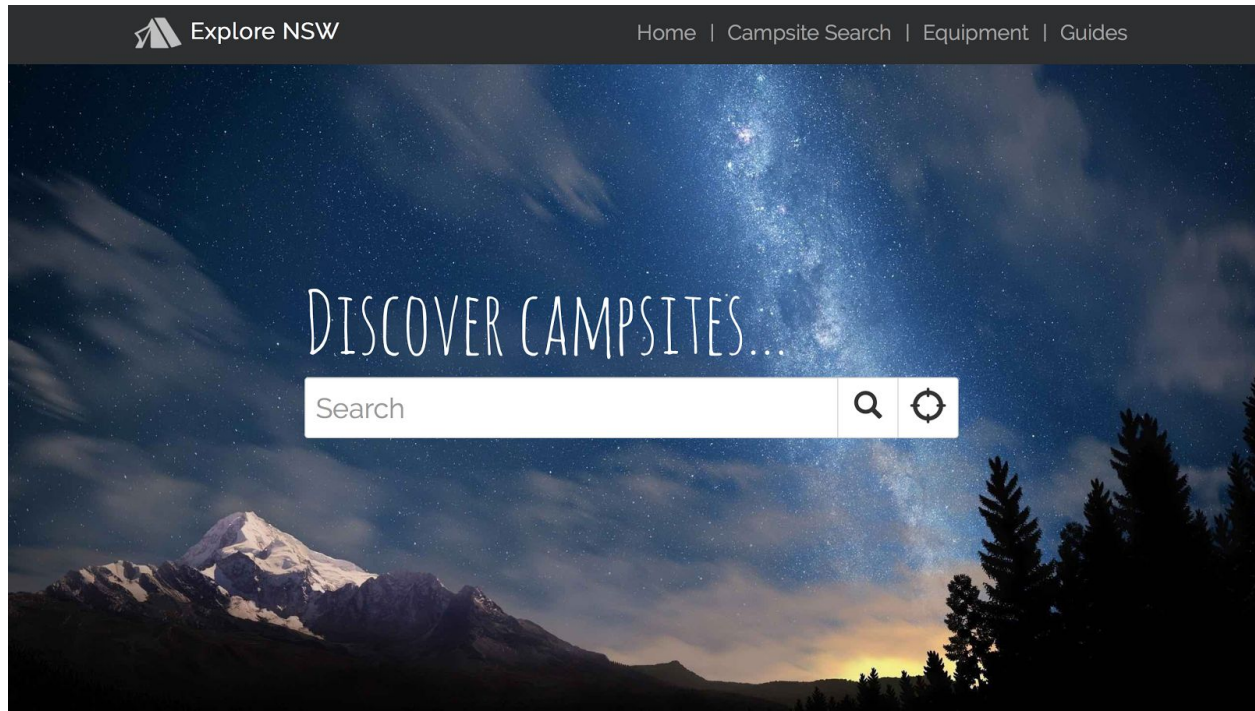 Explore NSW
Home | Campsite Search | Equipment | Guides
DISCOVER CAMPSITES...
Search